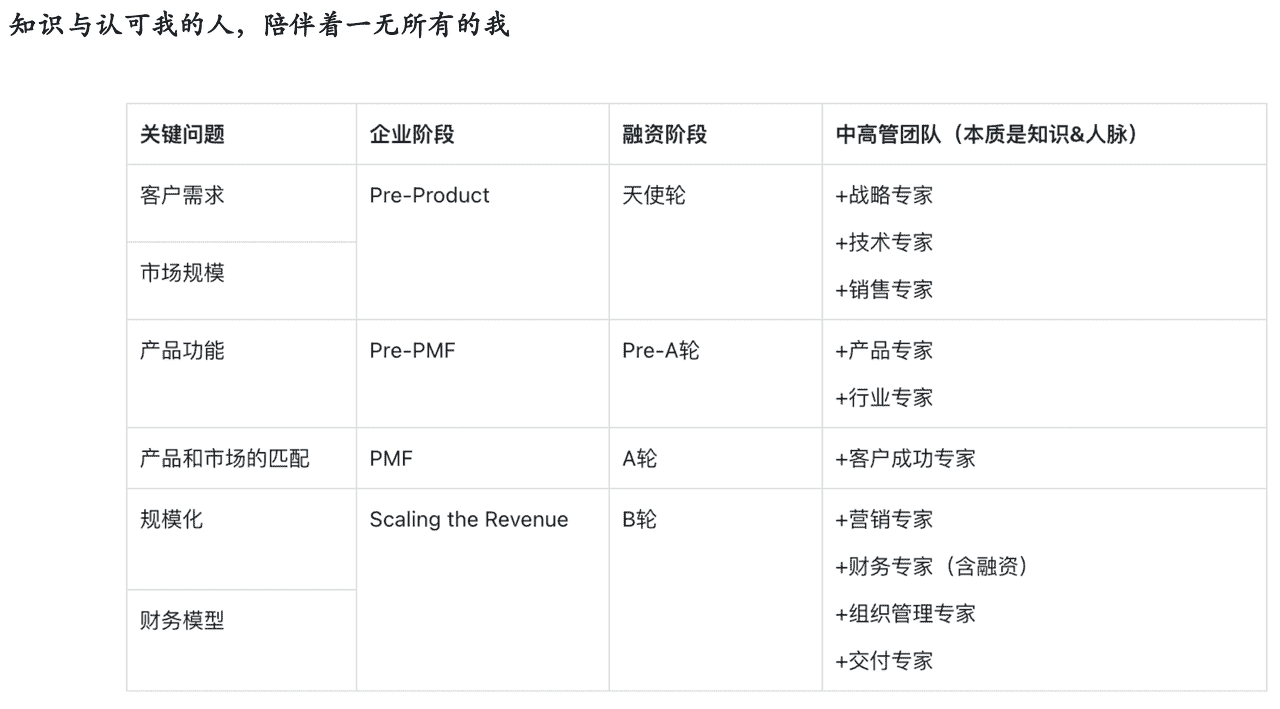 知识与认可我的人，陪伴着一无所有的我
关键问题 企业阶段 融资阶段 中高管团队（本质是知识&人脉）
客户需求 Pre-Product 天使轮 +战略专家
+技术专家
市场规模
+销售专家
产品功能 Pre-PMF Pre-A轮 +产品专家
+行业专家
产品和市场的匹配 PMF A轮 +客户成功专家
规模化 Scaling the Revenue B轮 +营销专家
+财务专家（含融资）
财务模型 +组织管理专家
+交付专家